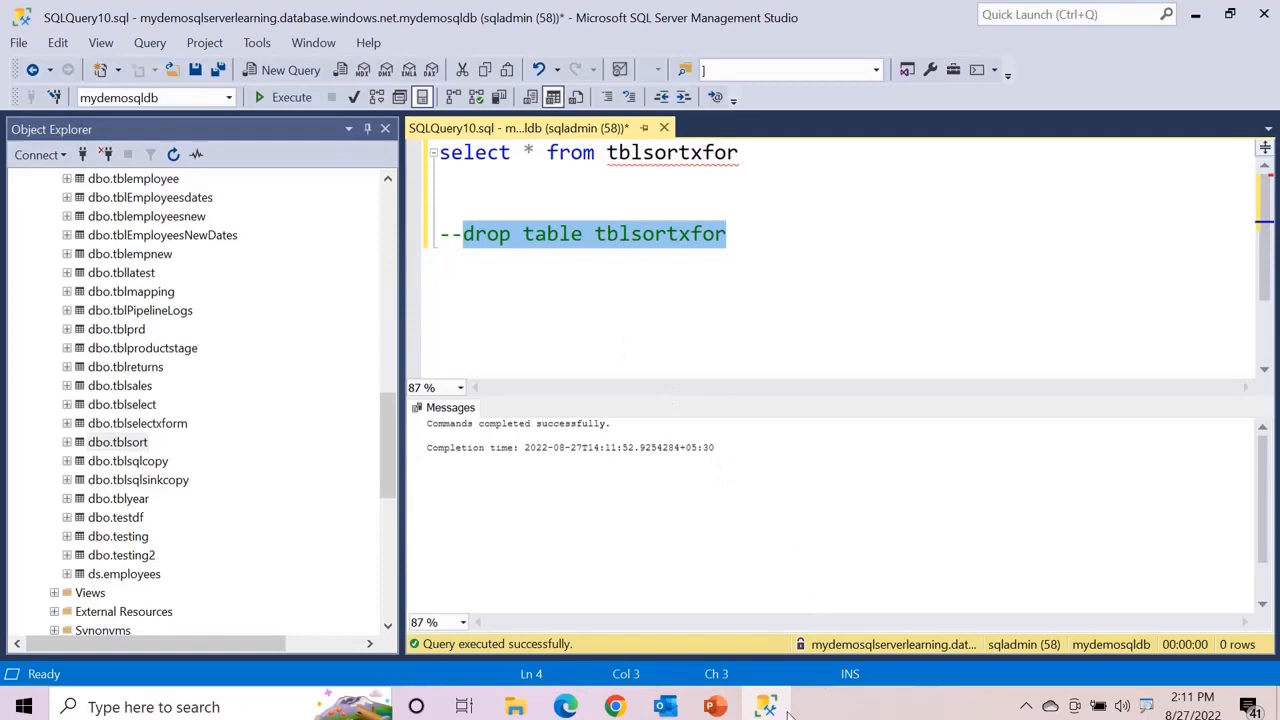 SQLQuery10.sql - mydemosqlserverlearning.database.windows.net.mydemosqldb (sqladmin (58))* - Microsoft SQL Server Management Studio
Quick Launch (Ctrl+Q)
File Edit View Query Project Tools Window Help
New Query MDX DMX XMLA DAX ]
mydemosqldb Execute
Object Explorer
SQLQuery10.sql - m...ldb (sqladmin (58))*
Connect
select * from tblsortxfor
--drop table tblsortxfor
dbo.tblemployee
dbo.tblEmployeesdates
dbo.tblemployeesnew
dbo.tblEmployeesNewDates
dbo.tblempnew
dbo.tbllatest
dbo.tblmapping
dbo.tblPipelineLogs
dbo.tblprd
dbo.tblproductstage
dbo.tblreturns
dbo.tblsales
dbo.tblselect
dbo.tblselectxform
dbo.tblsort
dbo.tblsqlcopy
dbo.tblsqlsinkcopy
dbo.tblyear
dbo.testdf
dbo.testing
dbo.testing2
ds.employees
Views
External Resources
Synonyms
87 %
Messages
Commands completed successfully.
Completion time: 2022-08-27T14:11:52.9254284+05:30
87 %
Query executed successfully. mydemosqlserverlearning.dat... sqladmin (58) mydemosqldb 00:00:00 0 rows
Ready Ln 4 Col 3 Ch 3 INS
Type here to search
2:11 PM
8/27/2022
41